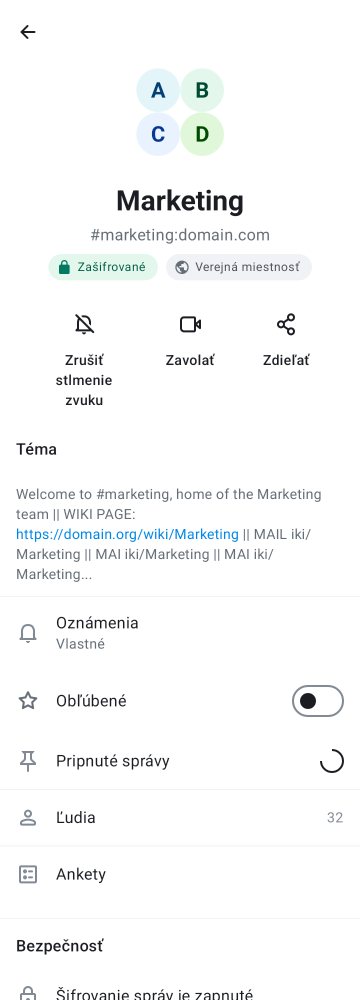 A B
C D
Marketing
#marketing:domain.com
Zašifrované Verejná miestnosť
Zrušiť
stlmenie
zvuku
Zavolať
Zdieľať
Téma
Welcome to #marketing, home of the Marketing
team || WIKI PAGE:
https://domain.org/wiki/Marketing || MAIL iki/
Marketing || MAI iki/Marketing || MAI iki/
Marketing...
Oznámenia
Vlastné
Obľúbené
Pripnuté správy
Ľudia 32
Ankety
Bezpečnosť
Šifrovanie správ je zapnuté